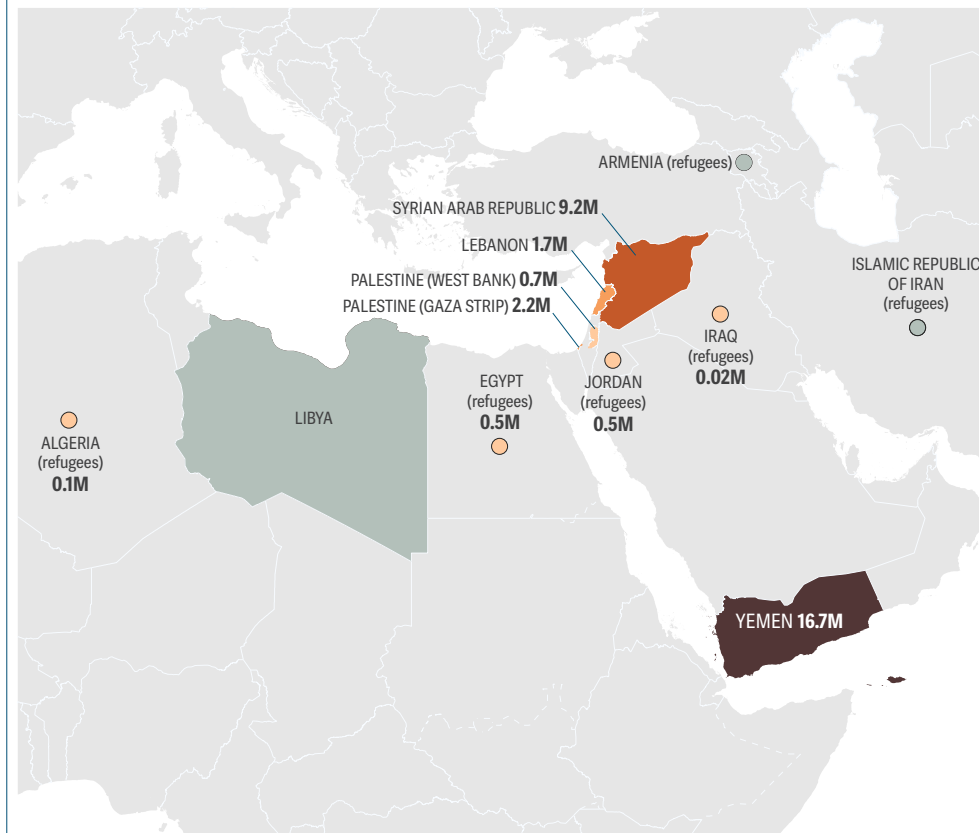 ARMENIA (refugees)
SYRIAN ARAB REPUBLIC 9.2M
LEBANON 1.7M
PALESTINE (WEST BANK) 0.7M
PALESTINE (GAZA STRIP) 2.2M
ISLAMIC REPUBLIC
OF IRAN
(refugees)
IRAQ
(refugees)
0.02M
JORDAN
(refugees)
0.5M
EGYPT
(refugees)
0.5M
LIBYA
ALGERIA
(refugees)
0.1M
YEMEN 16.7M